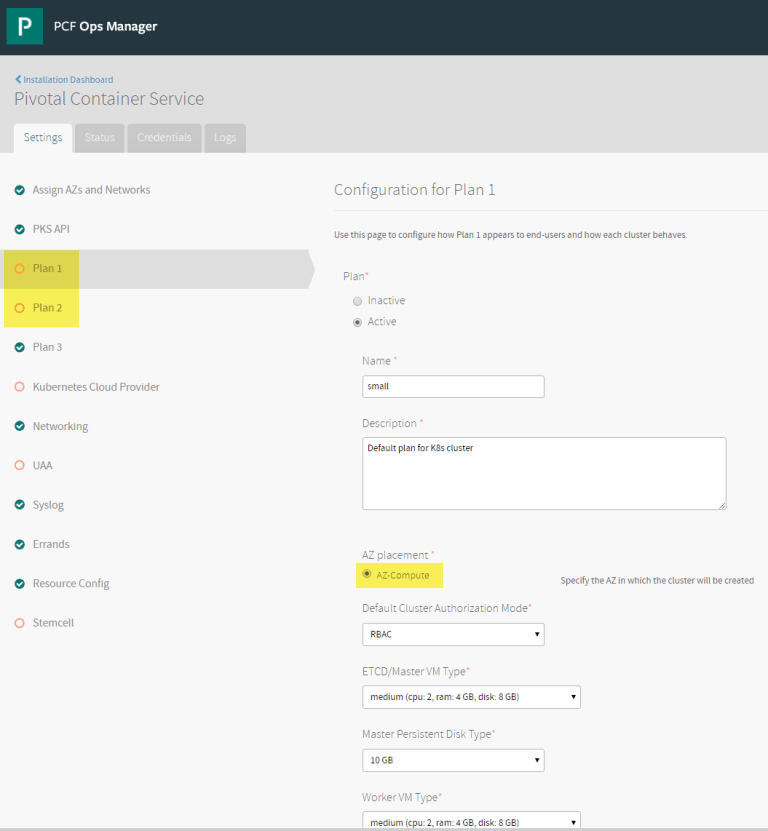 P PCF Ops Manager
Installation Dashboard
Pivotal Container Service
Settings Status Credentials Logs
Assign AZs and Networks
PKS API
Plan 1
Plan 2
Plan 3
Kubernetes Cloud Provider
Networking
UAA
Syslog
Errands
Resource Config
Stemcell
Configuration for Plan 1
Use this page to configure how Plan 1 appears to end-users and how each cluster behaves.
Plan*
Inactive
Active
Name *
small
Description *
Default plan for K8s cluster
AZ placement *
AZ-Compute
Specify the AZ in which the cluster will be created
Default Cluster Authorization Mode*
RBAC
ETCD/Master VM Type*
medium (cpu: 2, ram: 4 GB, disk: 8 GB)
Master Persistent Disk Type*
10 GB
Worker VM Type*
medium (cpu: 2, ram: 4 GB, disk: 8 GB)